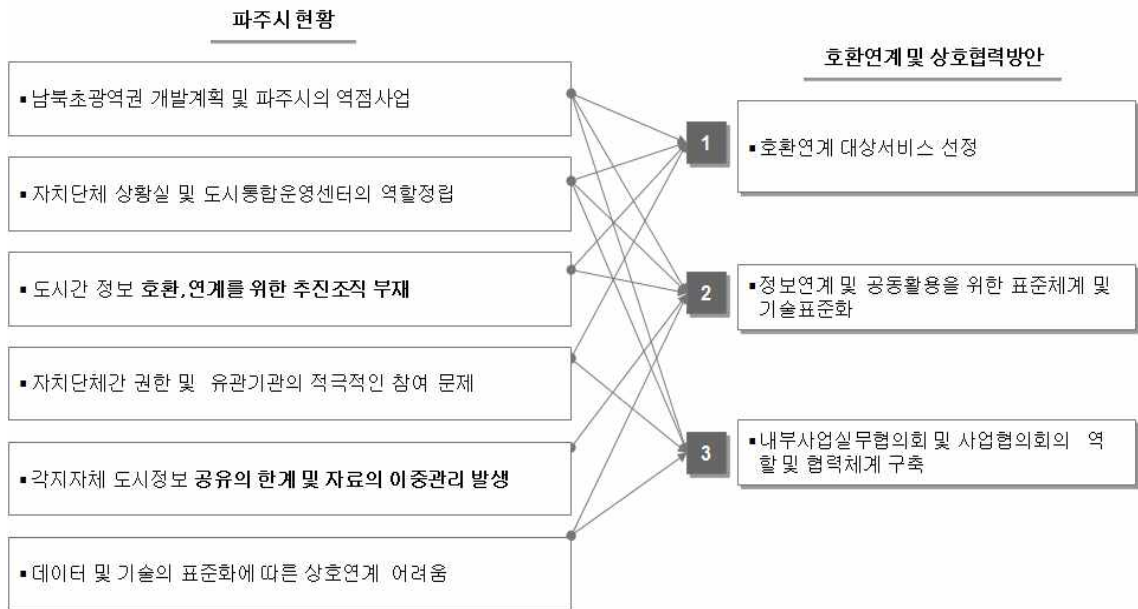 파주시 현황
▪ 남북초광역권 개발계획 및 파주시의 역점사업
▪ 자치단체 상황실 및 도시통합운영센터의 역할정립
▪ 도시간 정보 호환,연계를 위한 추진조직 부재
▪ 자치단체간 권한 및 유관기관의 적극적인 참여 문제
▪ 각지자체 도시정보 공유의 한계 및 자료의 이중관리 발생
▪ 데이터 및 기술의 표준화에 따른 상호연계 어려움
호환연계 및 상호협력방안
1
▪ 호환연계 대상서비스 선정
2
▪ 정보연계 및 공동활용을 위한 표준체계 및
기술표준화
3
▪ 내부사업실무협의회 및 사업협의회의 역
할 및 협력체계 구축